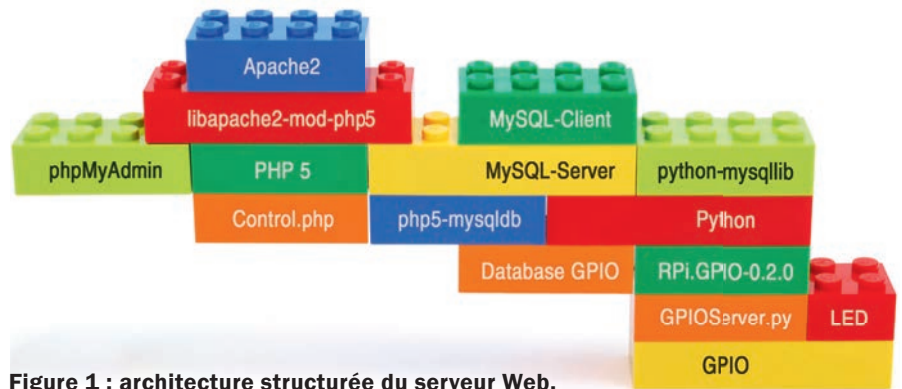 Apache2
libapache2-mod-php5
MySQL-Client
phpMyAdmin
PHP 5
MySQL-Server
python-mysqllib
Control.php
php5-mysqldb
Python
Database GPIO
RPi.GPIO-0.2.0
GPIOServer.py
LED
GPIO
Figure 1 : architecture structurée du serveur Web.